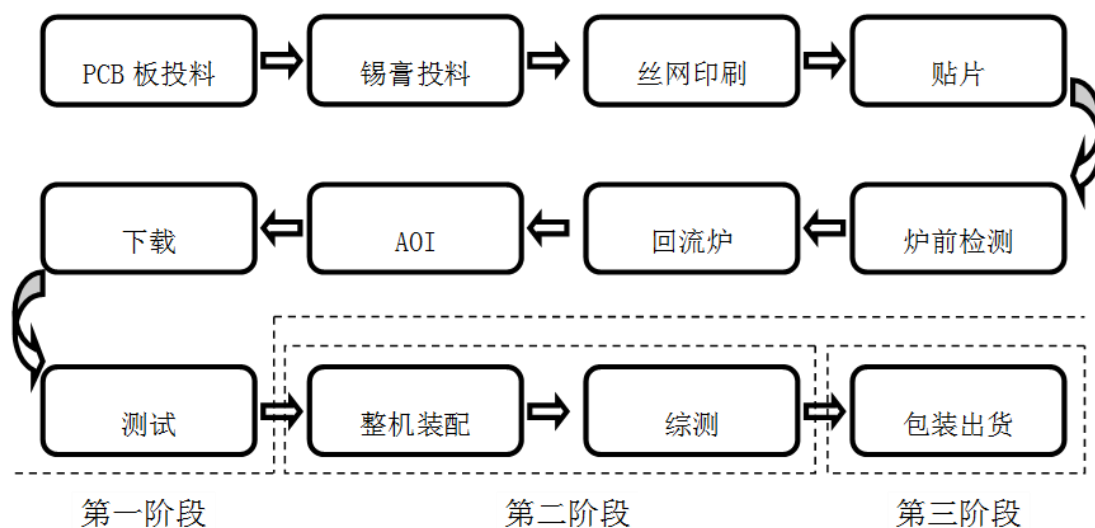 PCB 板投料
锡膏投料
丝网印刷
贴片
下载
AOI
回流炉
炉前检测
测试
整机装配
综测
包装出货
第一阶段
第二阶段
第三阶段